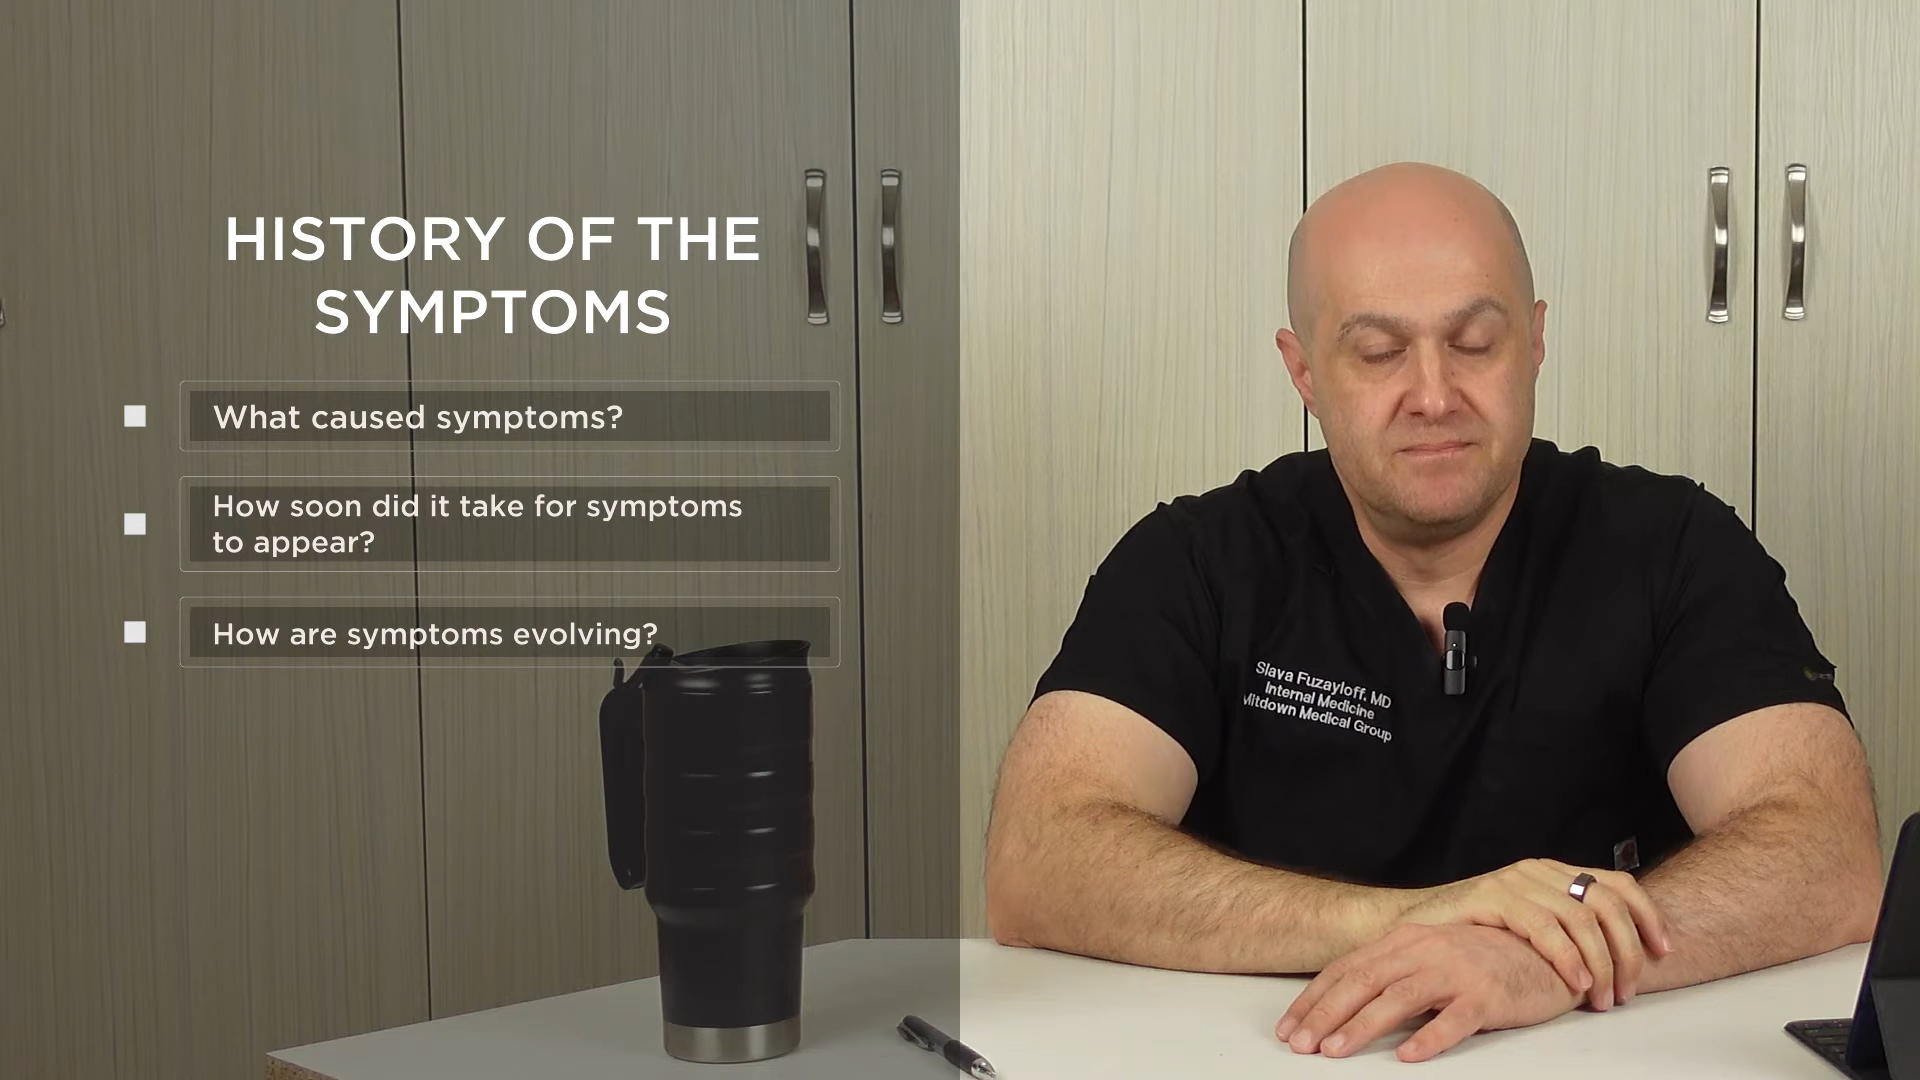 HISTORY OF THE
SYMPTOMS
What caused symptoms?
How soon did it take for symptoms
to appear?
How are symptoms evolving?
Slava Fuzayloff, MD
Internal Medicine
Mitdown Medical Group